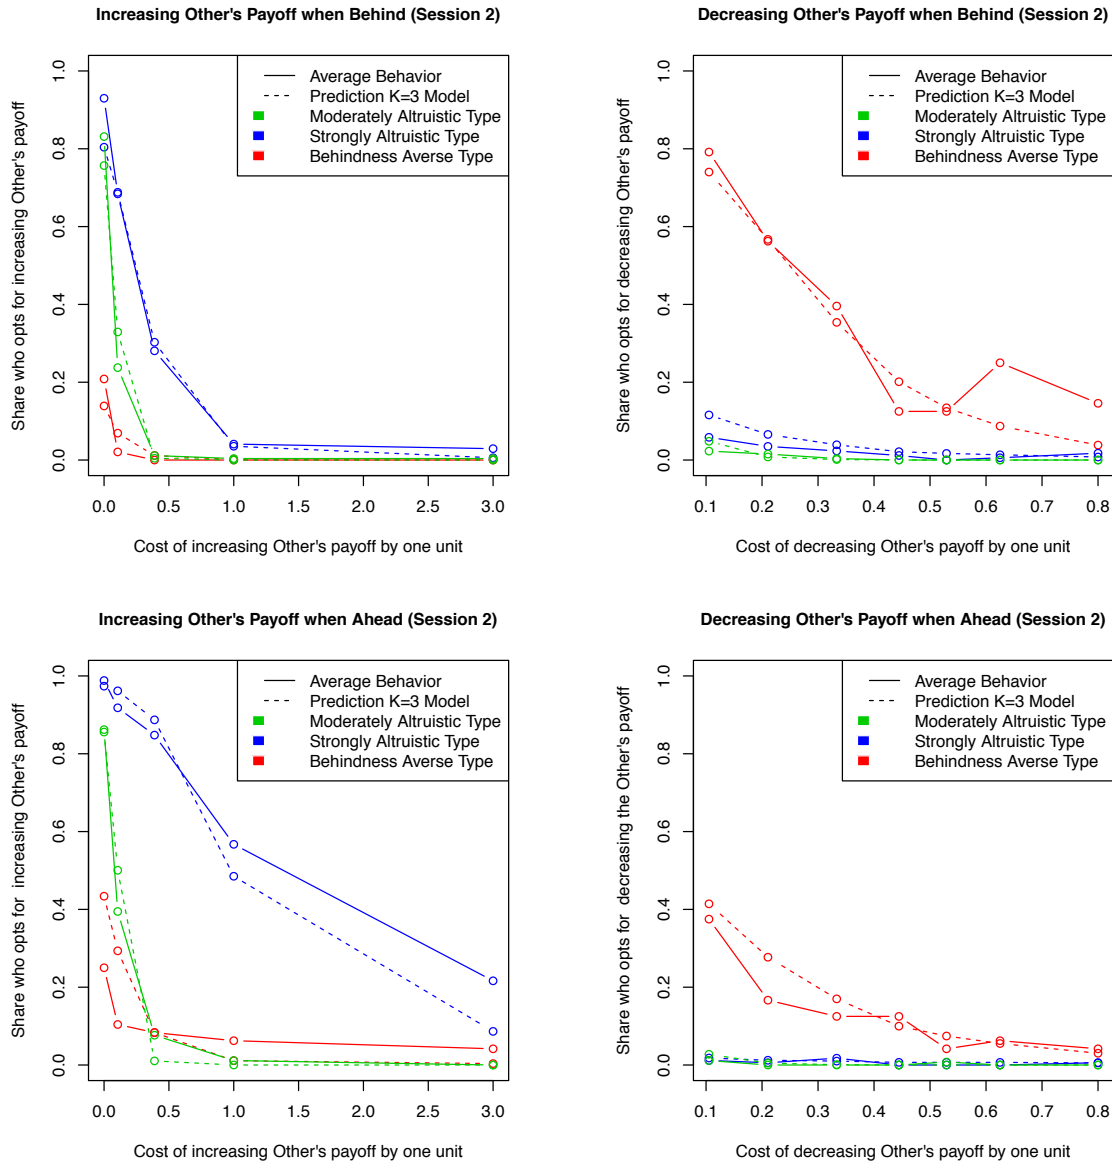 Increasing Other's Payoff when Behind (Session 2)
Share who opts for increasing Other's payoff
1.0
0.8
0.6
0.4
0.2
0.0
Average Behavior
Prediction K=3 Model
Moderately Altruistic Type
Strongly Altruistic Type
Behindness Averse Type
0.0 0.5 1.0 1.5 2.0 2.5 3.0
Cost of increasing Other's payoff by one unit
Decreasing Other's Payoff when Behind (Session 2)
Share who opts for decreasing Other's payoff
1.0
0.8
0.6
0.4
0.2
0.0
Average Behavior
Prediction K=3 Model
Moderately Altruistic Type
Strongly Altruistic Type
Behindness Averse Type
0.1 0.2 0.3 0.4 0.5 0.6 0.7 0.8
Cost of decreasing Other's payoff by one unit
Increasing Other's Payoff when Ahead (Session 2)
Share who opts for increasing Other's payoff
1.0
0.8
0.6
0.4
0.2
0.0
Average Behavior
Prediction K=3 Model
Moderately Altruistic Type
Strongly Altruistic Type
Behindness Averse Type
0.0 0.5 1.0 1.5 2.0 2.5 3.0
Cost of increasing Other's payoff by one unit
Decreasing Other's Payoff when Ahead (Session 2)
Share who opts for decreasing the Other's payoff
1.0
0.8
0.6
0.4
0.2
0.0
Average Behavior
Prediction K=3 Model
Moderately Altruistic Type
Strongly Altruistic Type
Behindness Averse Type
0.1 0.2 0.3 0.4 0.5 0.6 0.7 0.8
Cost of decreasing Other's payoff by one unit